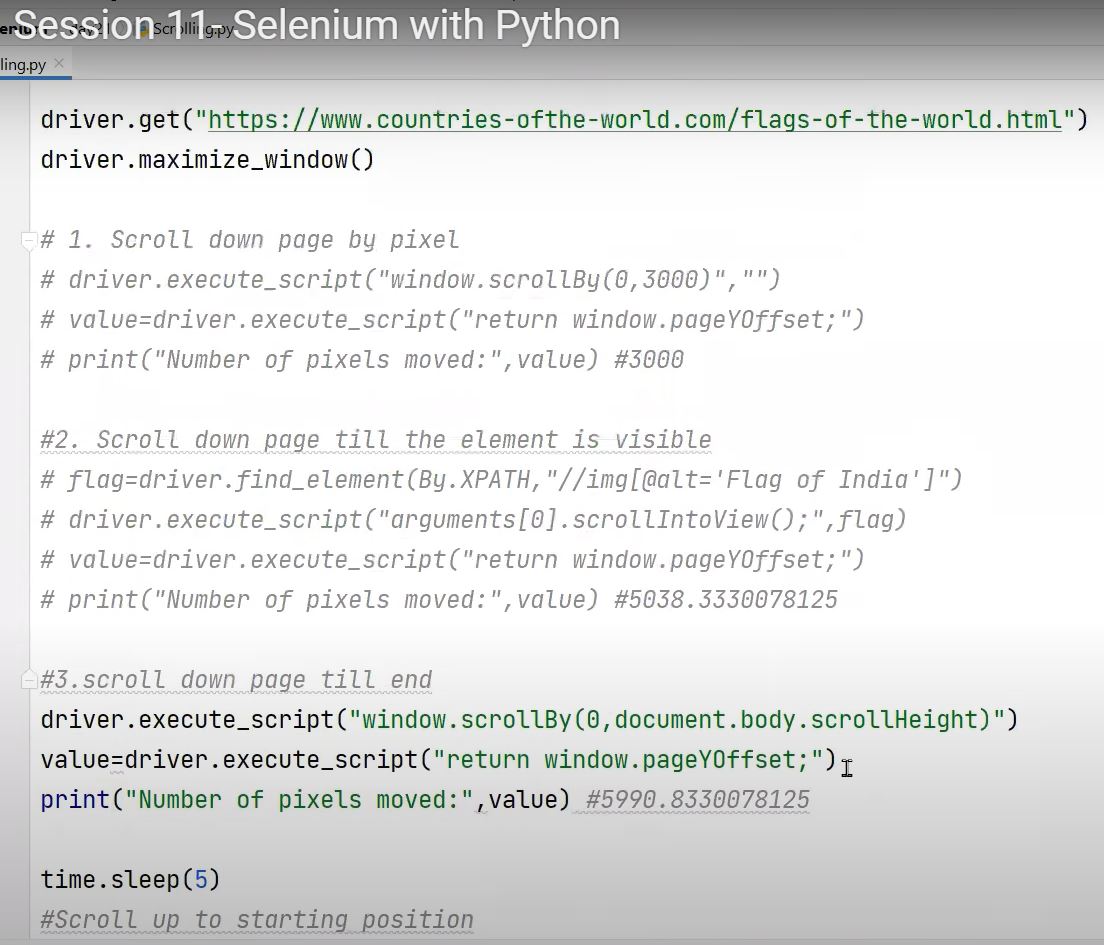 Session 11- Selenium with Python
Scrolling.py
ling.py ×
driver.get("https://www.countries-ofthe-world.com/flags-of-the-world.html")
driver.maximize_window()
# 1. Scroll down page by pixel
# driver.execute_script("window.scrollBy(0,3000)","")
# value=driver.execute_script("return window.pageYOffset;")
# print("Number of pixels moved:",value) #3000
#2. Scroll down page till the element is visible
# flag=driver.find_element(By.XPATH,"//img[@alt='Flag of India']")
# driver.execute_script("arguments[0].scrollIntoView();",flag)
# value=driver.execute_script("return window.pageYOffset;")
# print("Number of pixels moved:",value) #5038.3330078125
#3.scroll down page till end
driver.execute_script("window.scrollBy(0,document.body.scrollHeight)")
value=driver.execute_script("return window.pageYOffset;")
print("Number of pixels moved:",value) #5990.8330078125
time.sleep(5)
#Scroll up to starting position